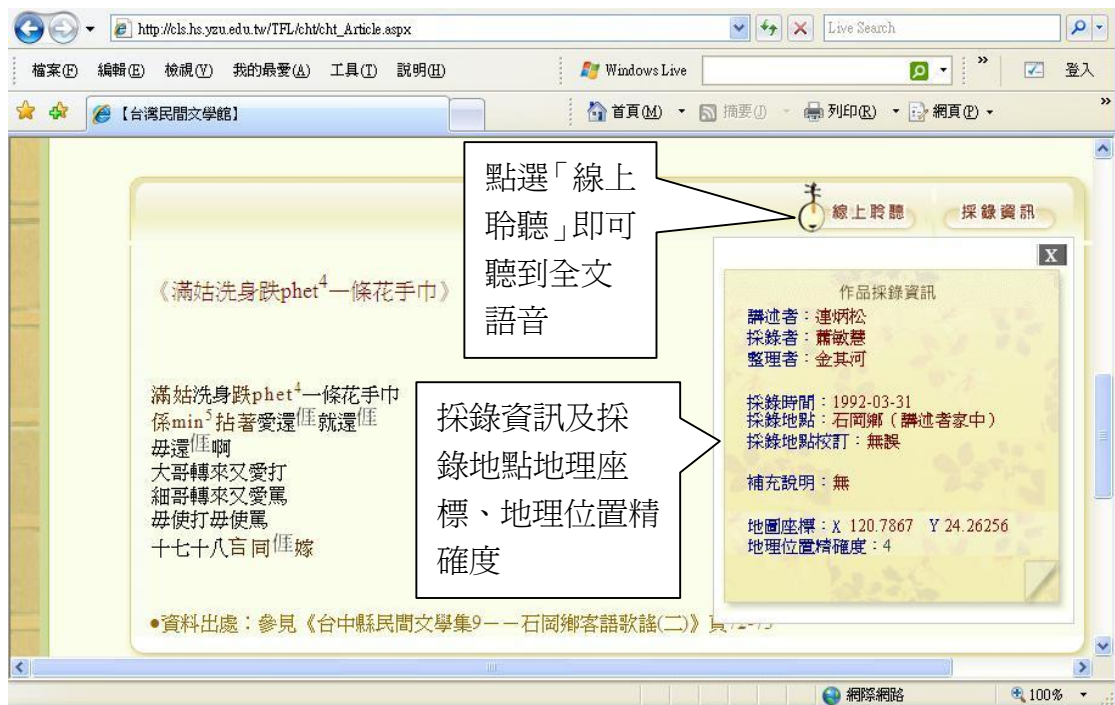 http://cls.hs.yzu.edu.tw/TFL/cht/cht_Article.aspx
Live Search
檔案(F) 編輯(E) 檢視(V) 我的最愛(A) 工具(T) 說明(H)
Windows Live
» 登入
【台灣民間文學館】
首頁(M) 摘要(J) 列印(R) 網頁(P) »
點選「線上
聆聽」即可
聽到全文
語音
線上聆聽 採錄資訊
X
《滿姑洗身跌phet4一條花手巾》
滿姑洗身跌phet4一條花手巾
係min5拈著愛還𠊎就還𠊎
毋還𠊎啊
大哥轉來又愛打
細哥轉來又愛罵
毋使打毋使罵
十七十八言同𠊎嫁
採錄資訊及採
錄地點地理座
標、地理位置精
確度
作品採錄資訊
講述者：連炳松
採錄者：蕭敏慧
整理者：金其河
採錄時間：1992-03-31
採錄地點：石岡鄉（講述者家中）
採錄地點校訂：無誤
補充說明：無
地圖座標：X 120.7867 Y 24.26256
地理位置精確度：4
●資料出處：參見《台中縣民間文學集9－－石岡鄉客語歌謠(二)》頁72-73
網際網路
100%